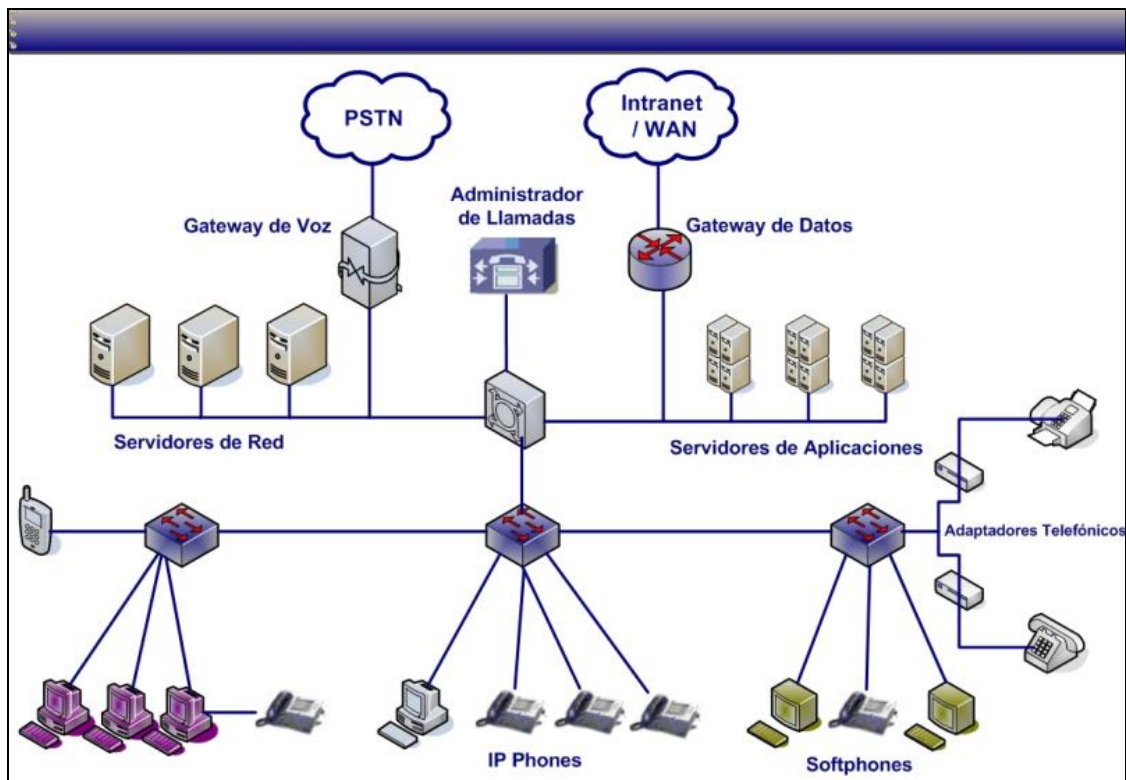 PSTN
Intranet
/ WAN
Administrador
de Llamadas
Gateway de Voz
Gateway de Datos
Servidores de Red
Servidores de Aplicaciones
Adaptadores Telefónicos
IP Phones
Softphones